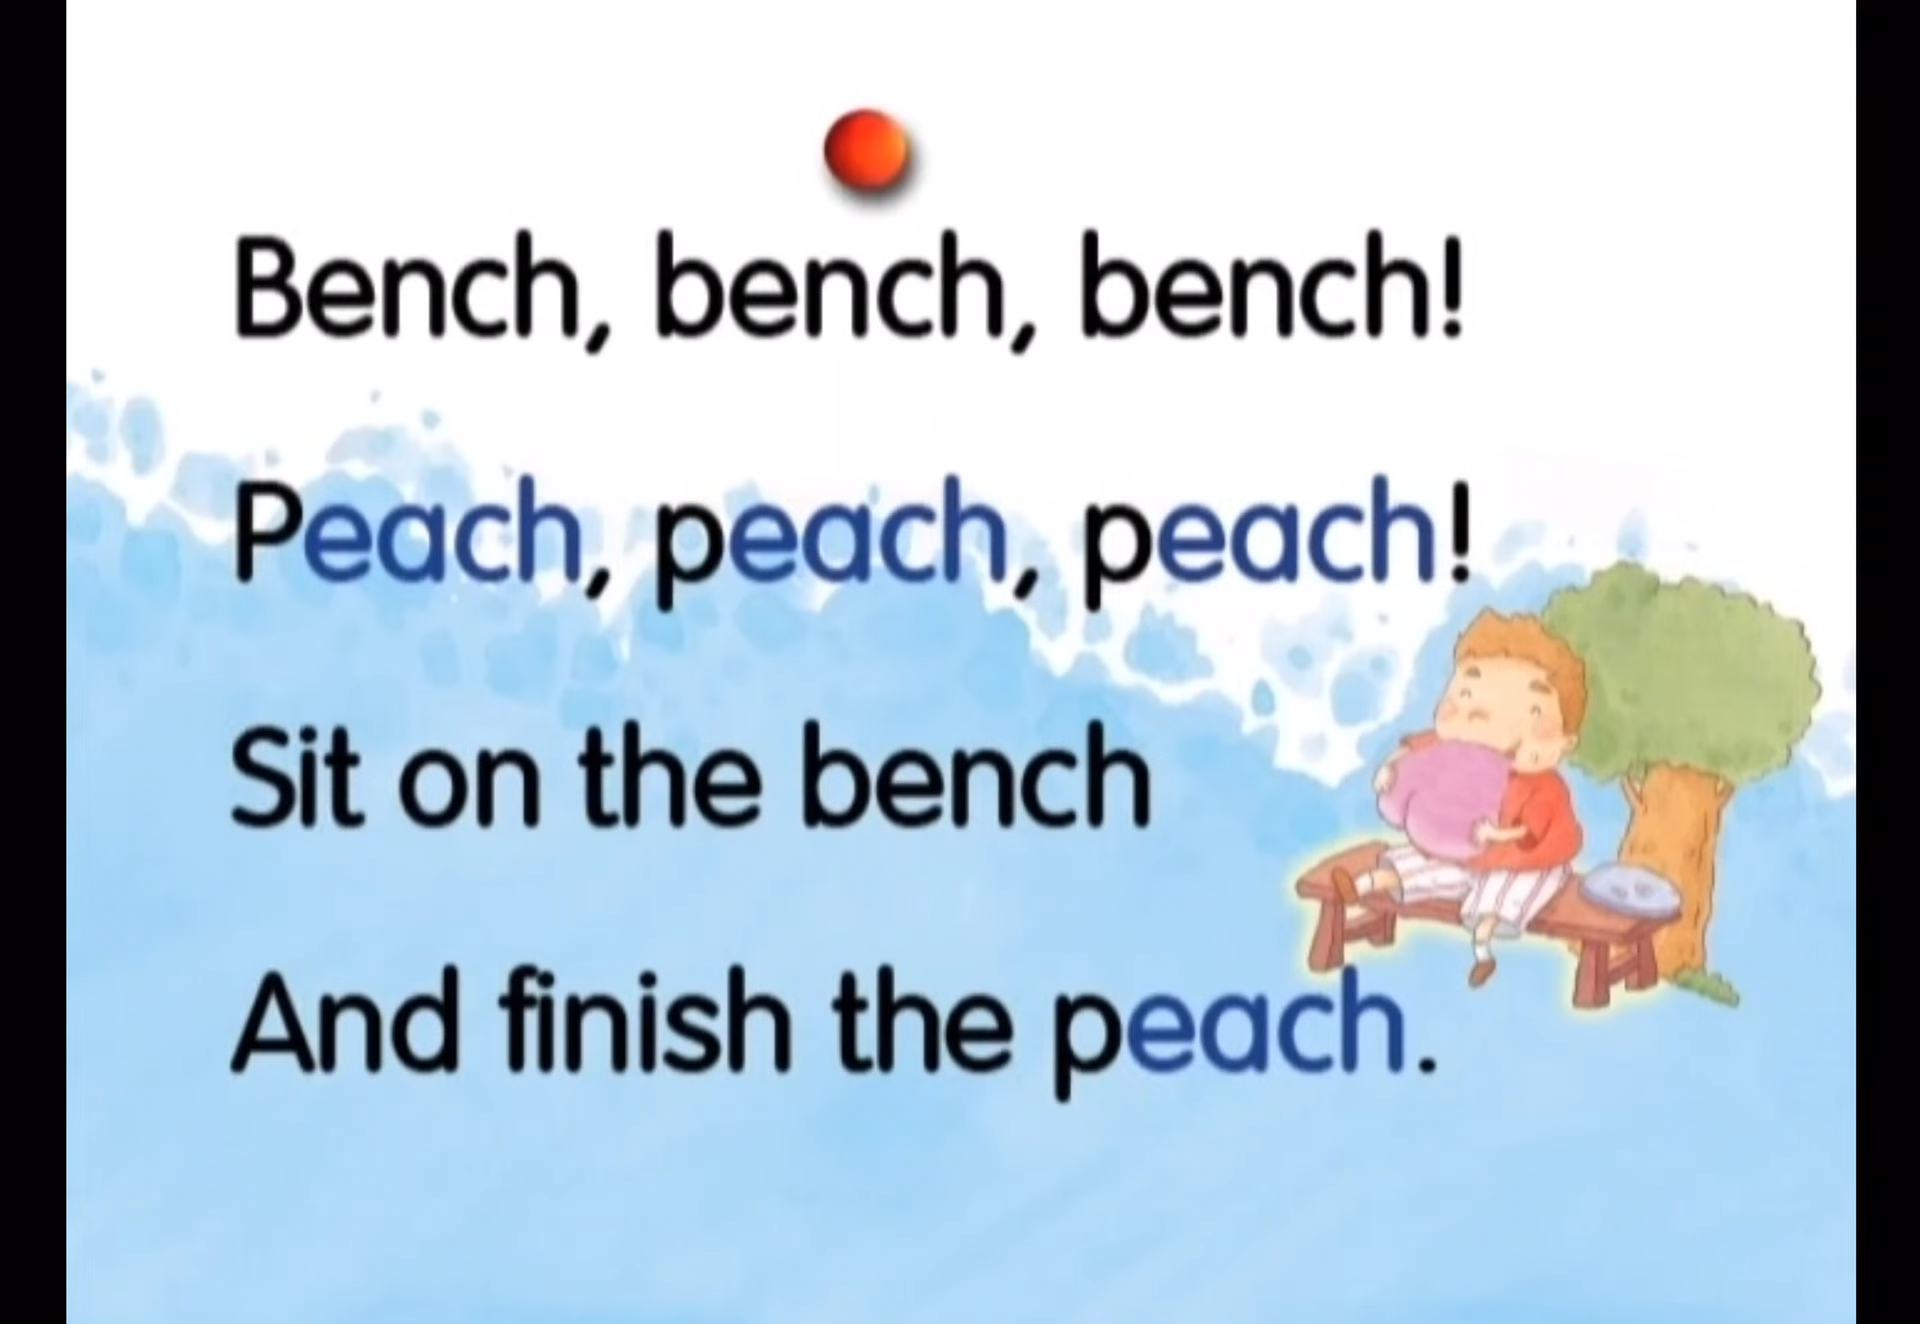 Bench, bench, bench!
Peach, peach, peach!
Sit on the bench
And finish the peach.